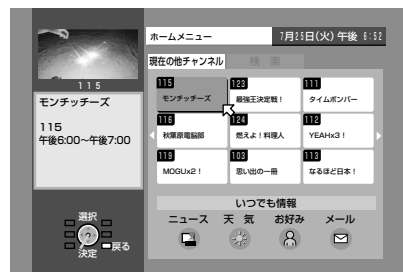 ホームメニュー
7月25日(火) 午後 6:52
現在の他チャンネル
検 索
115
モンチッチーズ
115
午後6:00〜午後7:00
115
モンチッチーズ
123
最強王決定戦!
111
タイムボンバー
116
秋葉原電脳部
124
燃えよ!料理人
112
YEAHx3!
119
MOGUx2!
103
思い出の一冊
113
なるほど日本!
いつでも情報
ニュース
天 気
お好み
メール
選択
?
戻る
決定